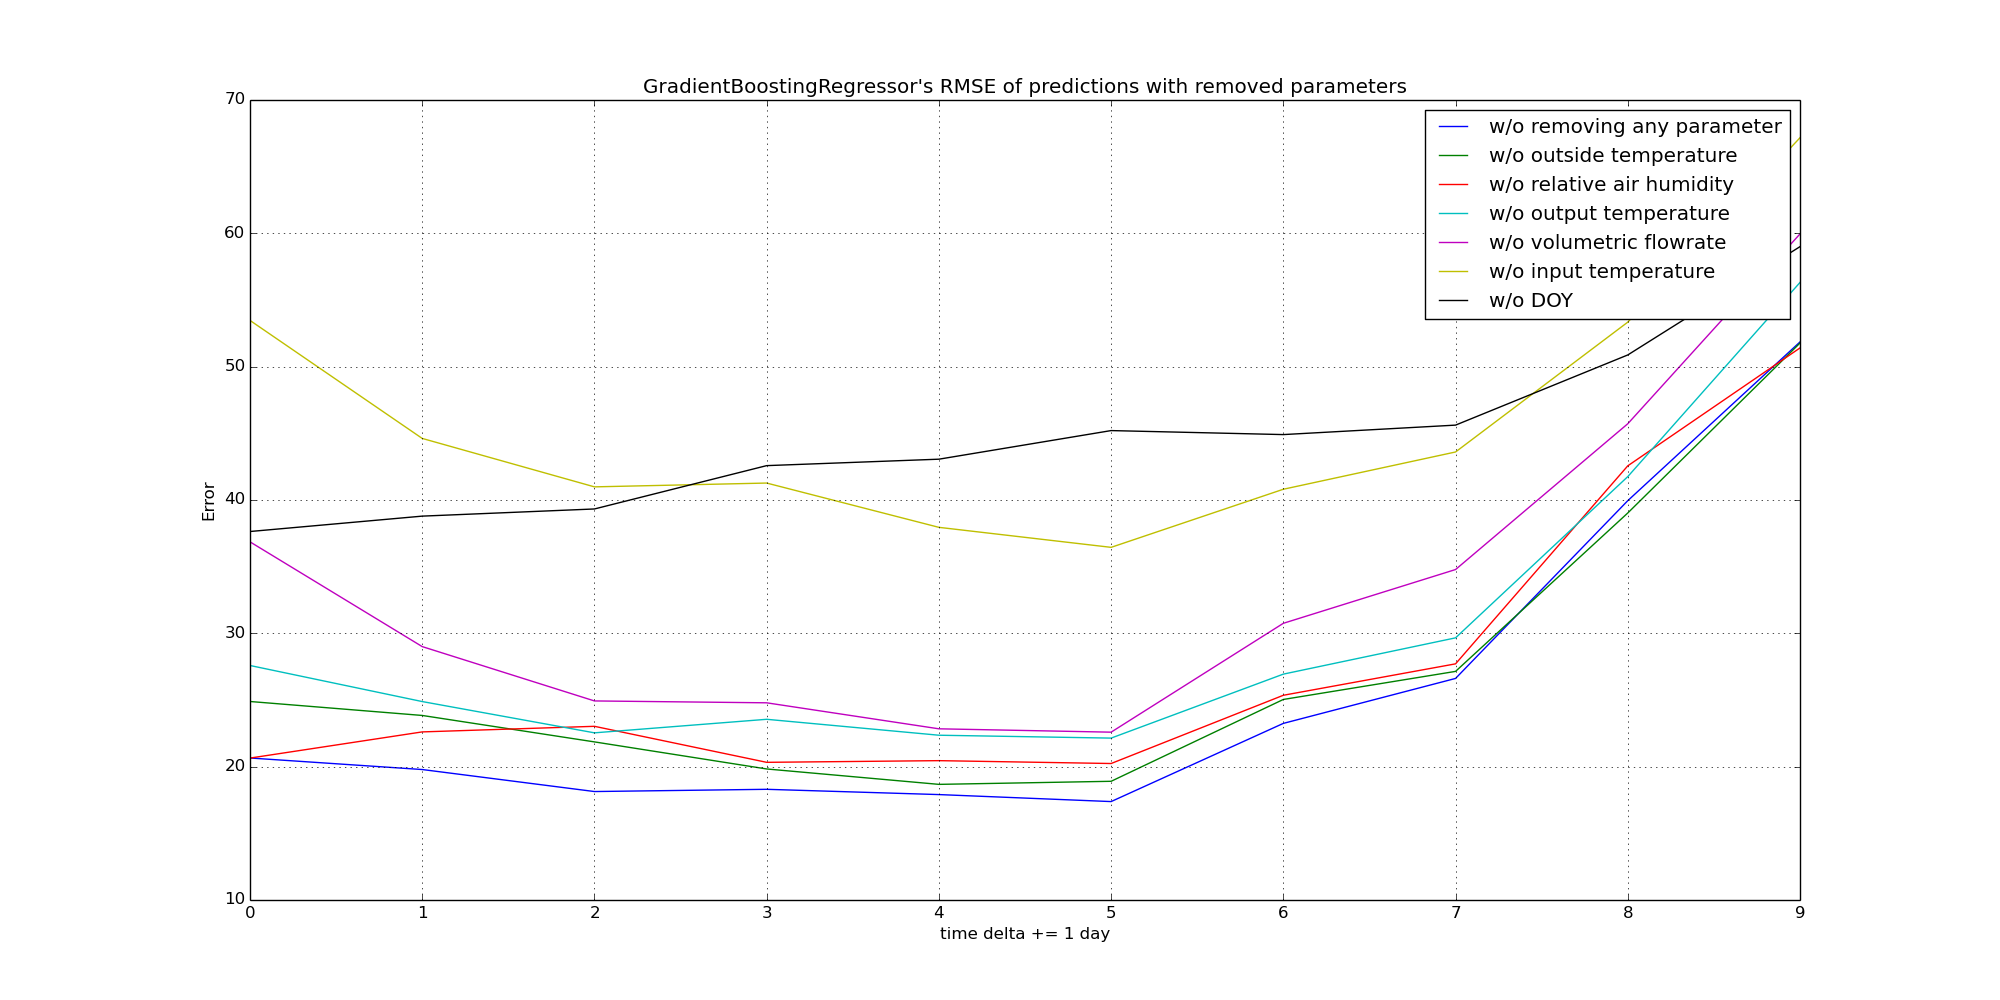 GradientBoostingRegressor's RMSE of predictions with removed parameters
70
60
50
40
30
20
10
Error
w/o removing any parameter
w/o outside temperature
w/o relative air humidity
w/o output temperature
w/o volumetric flowrate
w/o input temperature
w/o DOY
0 1 2 3 4 5 6 7 8 9
time delta += 1 day